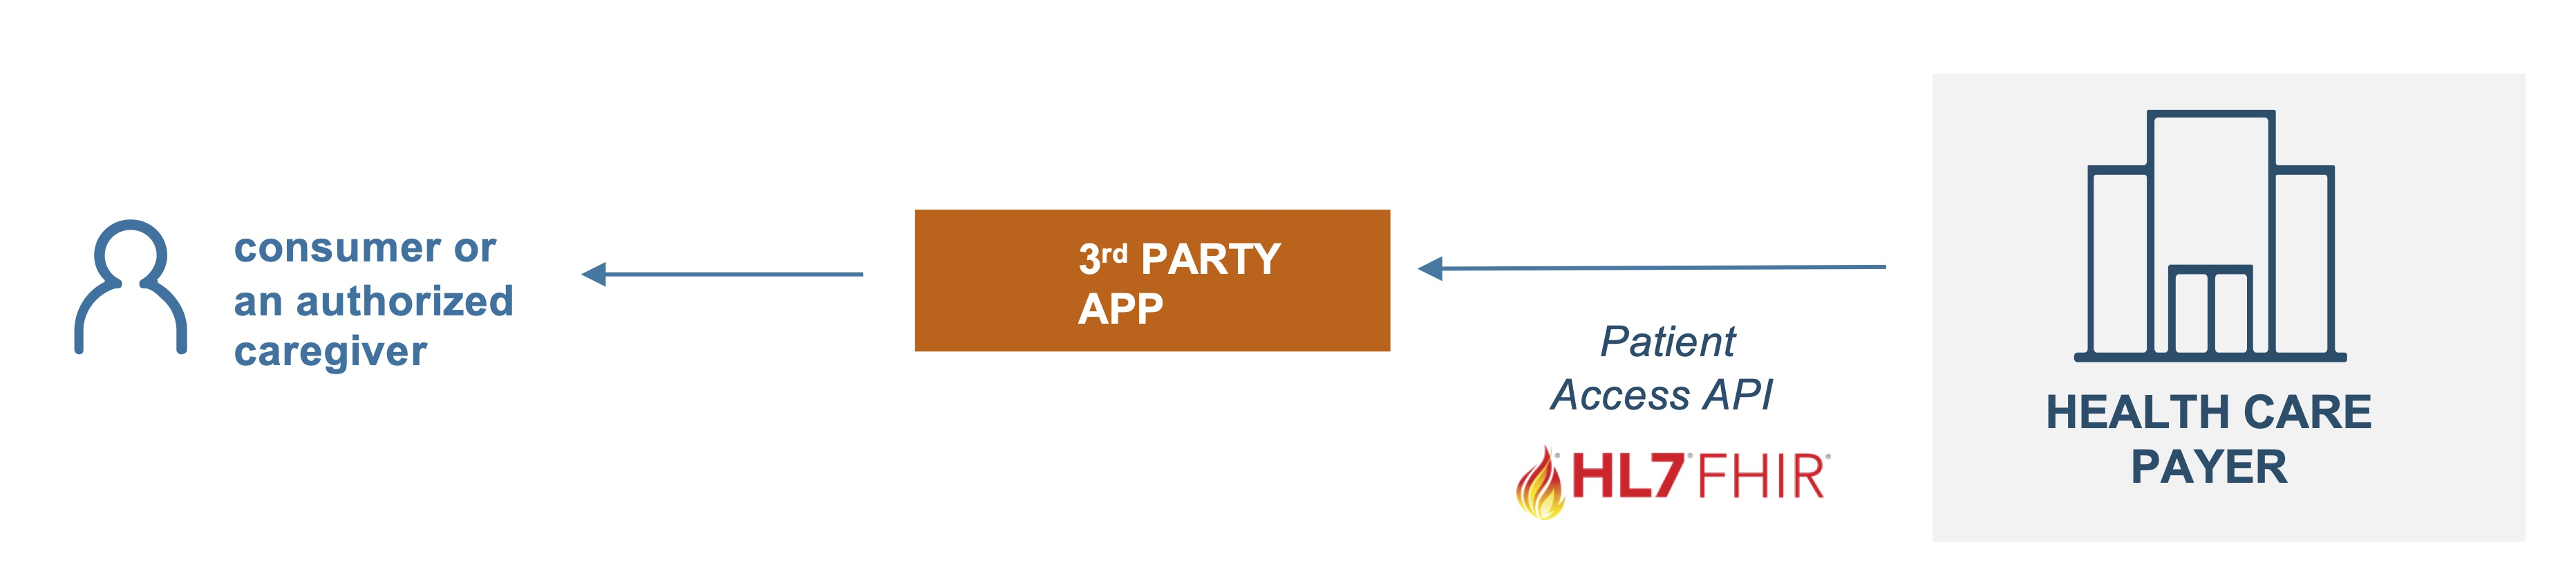 consumer or
an authorized
caregiver
3rd PARTY
APP
Patient
Access API
HL7® FHIR®
HEALTH CARE
PAYER